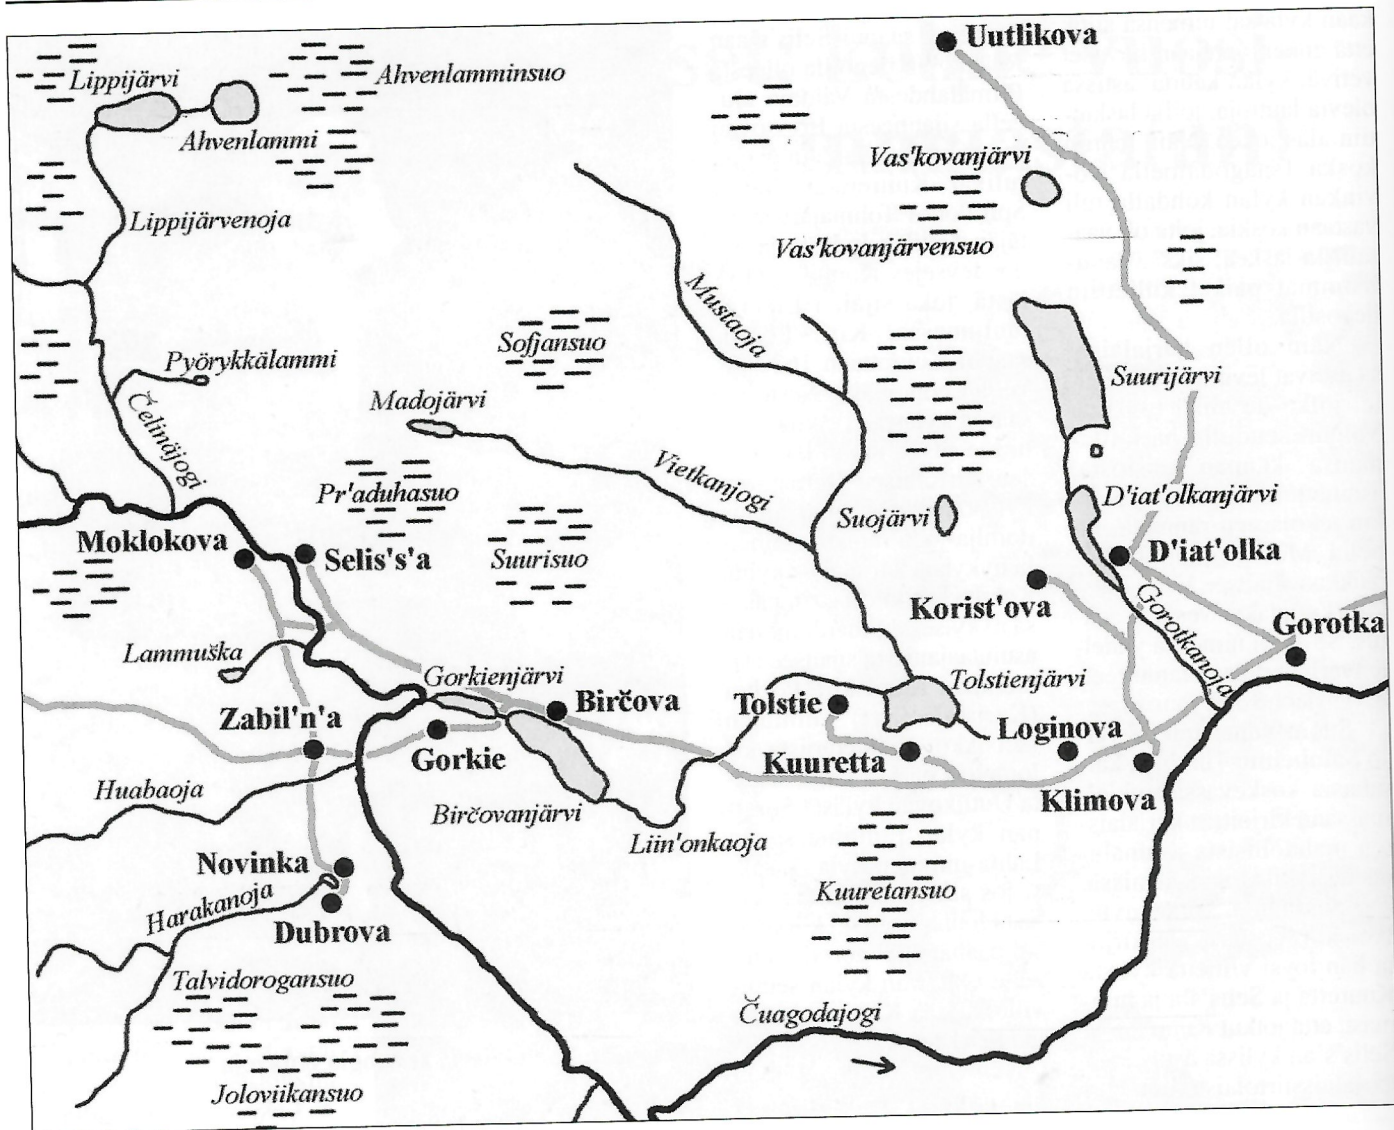 Uutlikova
Lippijärvi
Ahvenlamminsuo
Ahvenlammi
Vas'kovanjärvi
Lippijärvenoja
Vas'kovanjärvensuo
Mustaoja
Sofjansuo
Pyörykkälammi
Suurijärvi
Madojärvi
Čelinäjogi
Vietkanjogi
Pr'aduhasuo
D'iat'olkanjärvi
Suojärvi
Moklokova
Selis's'a
Suurisuo
D'iat'olka
Korist'ova
Gorotkanoja
Gorotka
Lammuška
Gorkienjärvi
Tolstienjärvi
Birčova
Tolstie
Zabil'n'a
Loginova
Gorkie
Kuuretta
Huabaoja
Klimova
Birčovanjärvi
Liin'onkaoja
Novinka
Kuuretansuo
Harakanoja
Dubrova
Talvidorogansuo
Čuagodajogi
Joloviikansuo